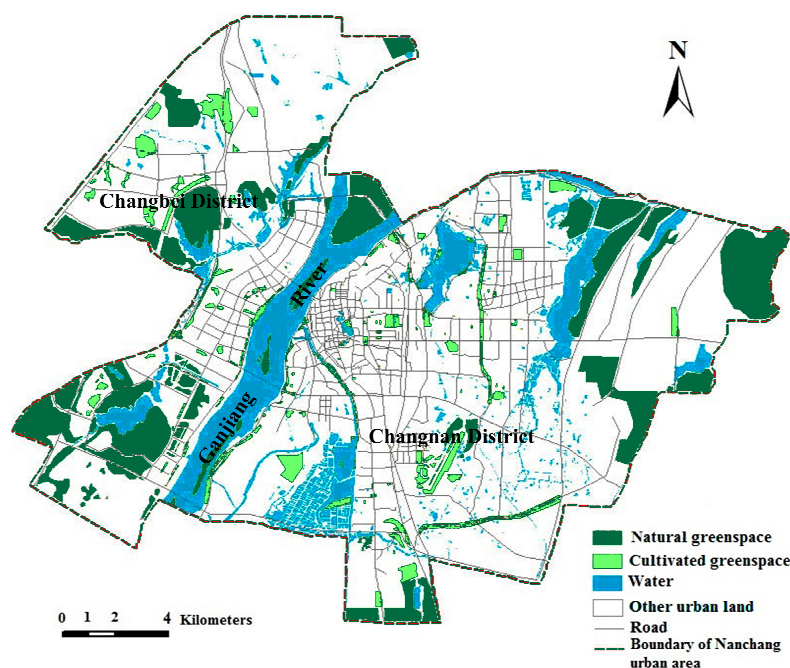 N
Changbei District
River
Ganjiang
Changnan District
Natural greenspace
Cultivated greenspace
Water
Other urban land
Road
Boundary of Nanchang
urban area
0 1 2 4 Kilometers